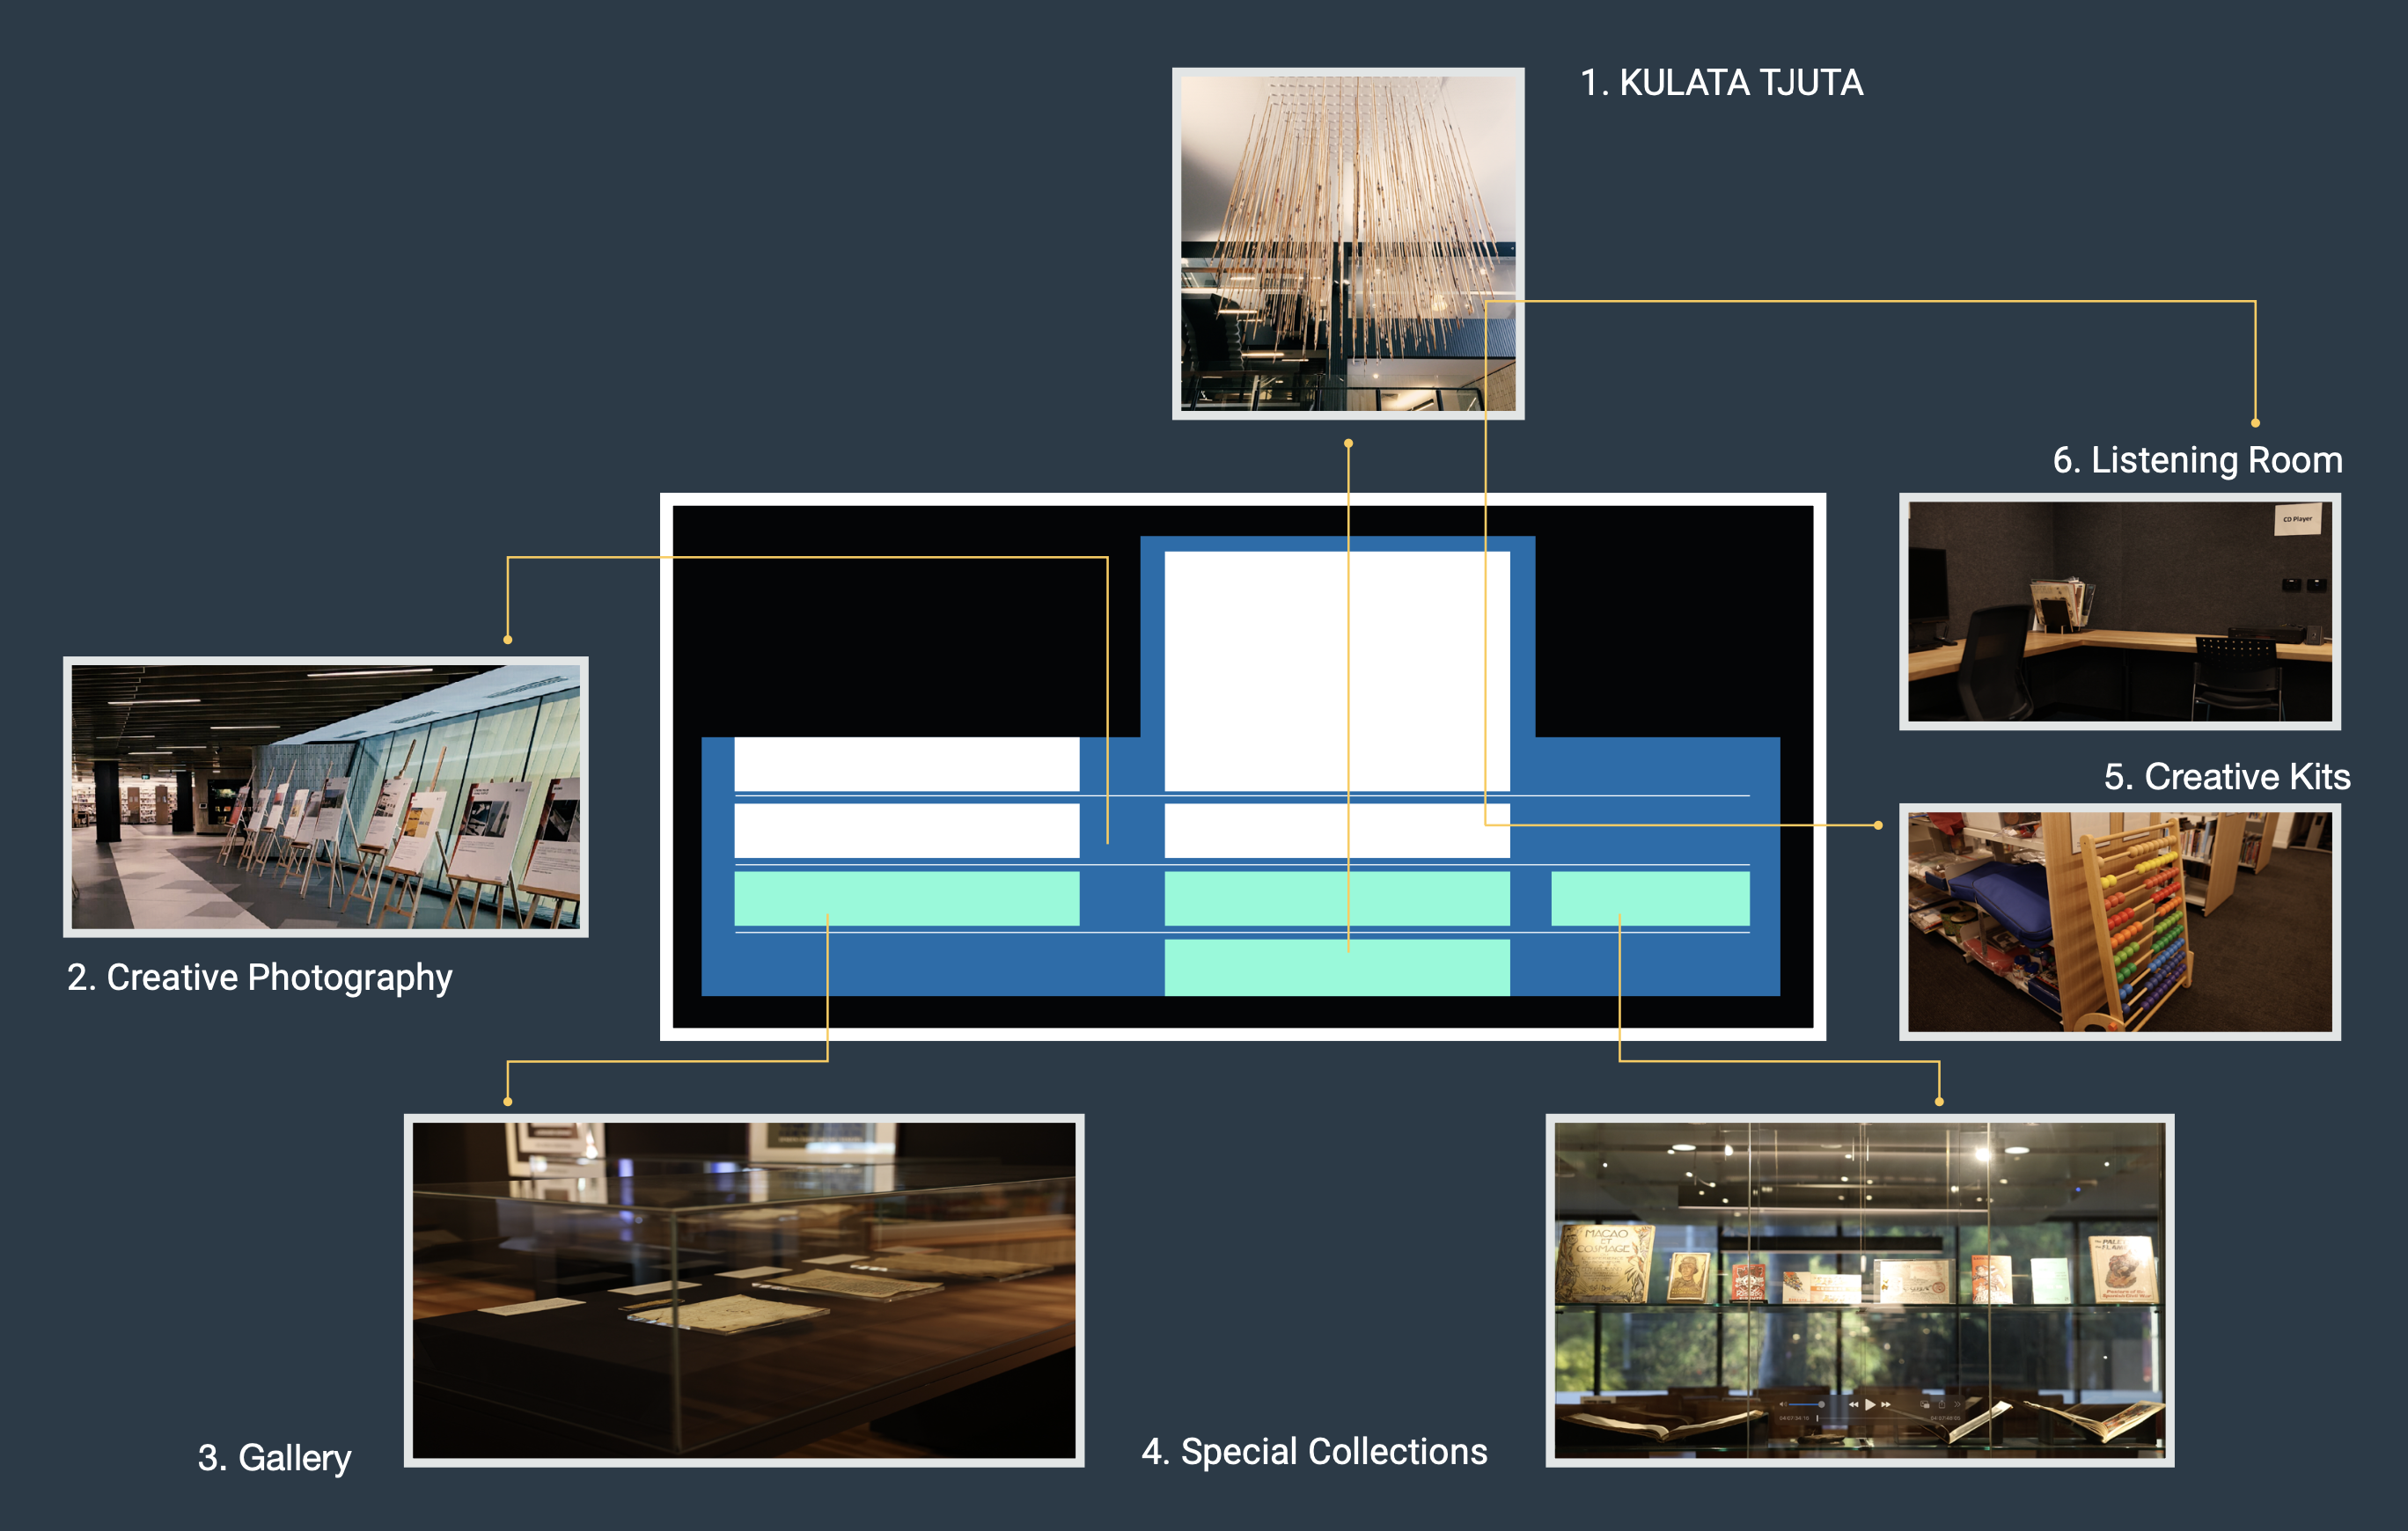 1. KULATA TJUTA
6. Listening Room
CD Player
5. Creative Kits
2. Creative Photography
3. Gallery
4. Special Collections
MACAO
ET
COSMAGE